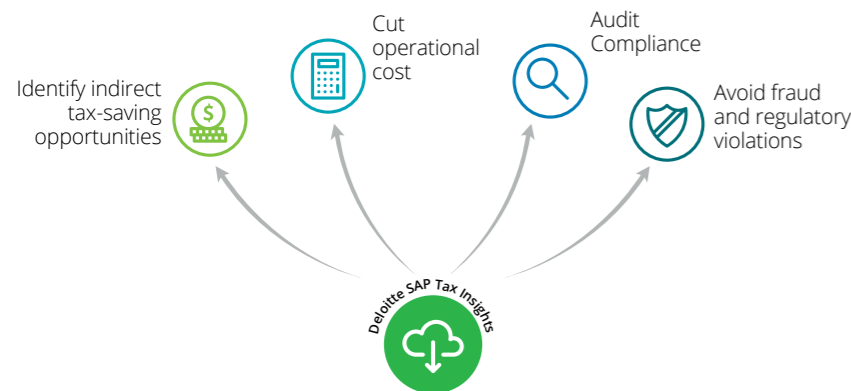 Identify indirect
tax-saving
opportunities
Cut
operational
cost
Audit
Compliance
Avoid fraud
and regulatory
violations
Deloitte SAP Tax Insights
$